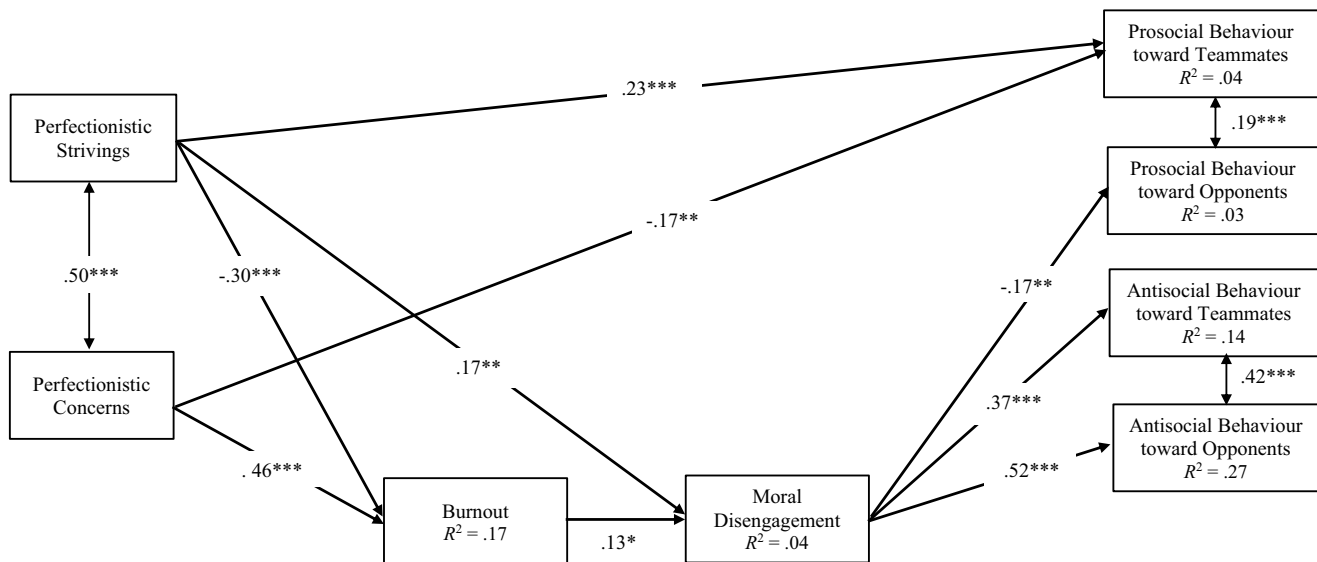 Prosocial Behaviour
toward Teammates
R² = .04
.23***
Perfectionistic
Strivings
.19***
Prosocial Behaviour
toward Opponents
R² = .03
-.17**
.50***
-.30***
-.17**
Antisocial Behaviour
toward Teammates
R² = .14
.17**
Perfectionistic
Concerns
.42***
.37***
Antisocial Behaviour
toward Opponents
R² = .27
. 46***
.52***
Burnout
R² = .17
Moral
Disengagement
R² = .04
.13*